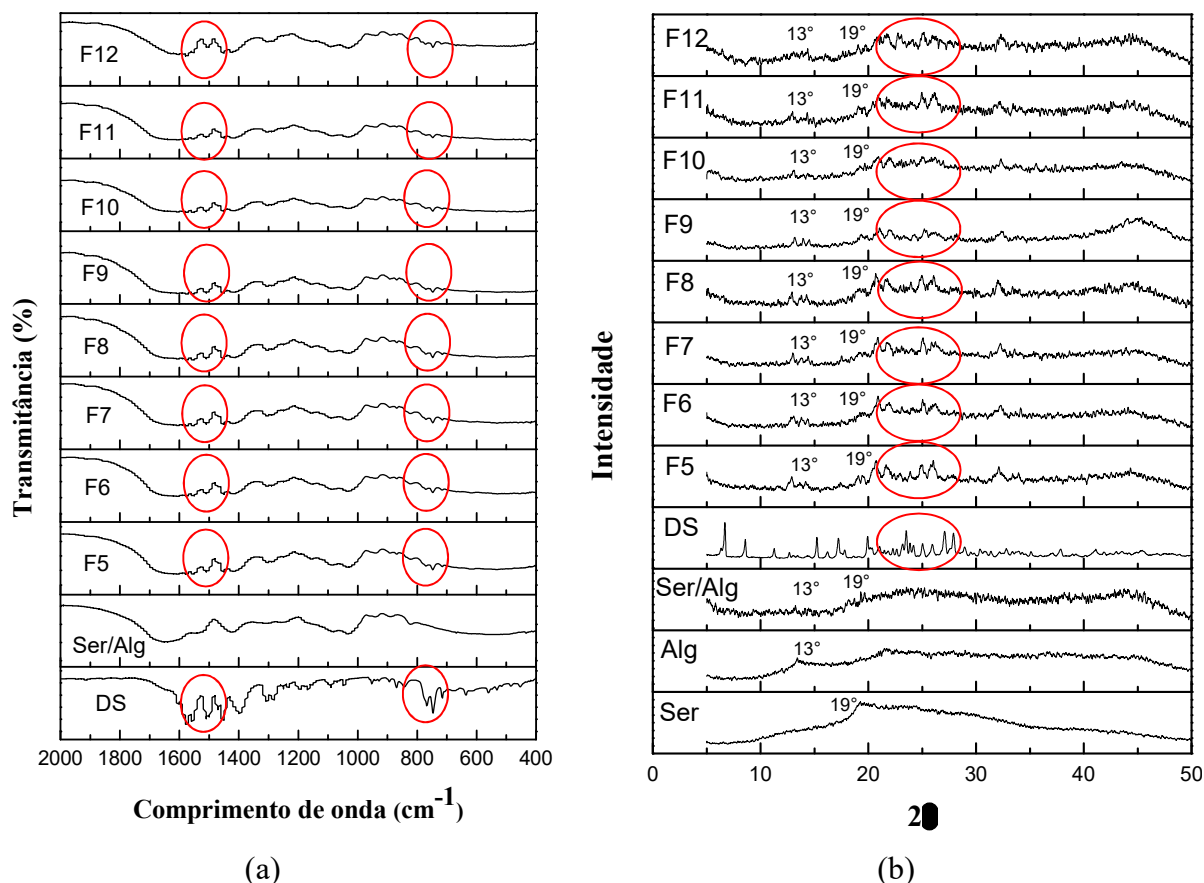 Transmitância (%)
F12
F11
F10
F9
F8
F7
F6
F5
Ser/Alg
DS
2000 1600 1400 1200 1000 800 600 400
Comprimento de onda (cm-1)
(a)
Intensidade
F12 13° 19°
F11 13° 19°
F10 13° 19°
F9 13° 19°
F8 13° 19°
F7 13° 19°
F6 13° 19°
F5 13° 19°
DS
Ser/Alg 13° 19°
Alg 13°
Ser 19°
0 10 20 30 40 50
2
(b)